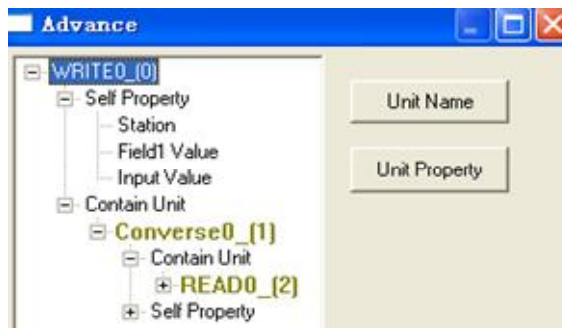 Advance
WRITE0_(0)
Self Property
Station
Field1 Value
Input Value
Contain Unit
Converse0_(1)
Contain Unit
READ0_(2)
Self Property
Unit Name
Unit Property